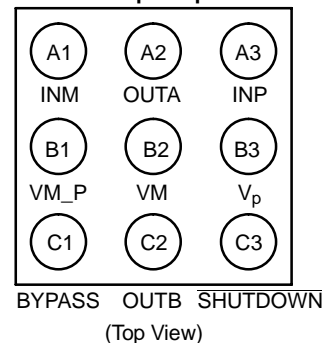 A1 A2 A3
INM OUTA INP
B1 B2 B3
VM_P VM Vp
C1 C2 C3
BYPASS OUTB SHUTDOWN
(Top View)